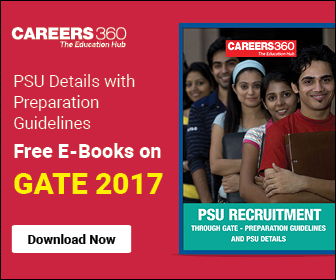 CAREERS360
The Education Hub
PSU Details with
Preparation
Guidelines
Free E-Books on
GATE 2017
Download Now
CAREERS360
The Education Hub
PSU RECRUITMENT
THROUGH GATE - PREPARATION GUIDELINES
AND PSU DETAILS